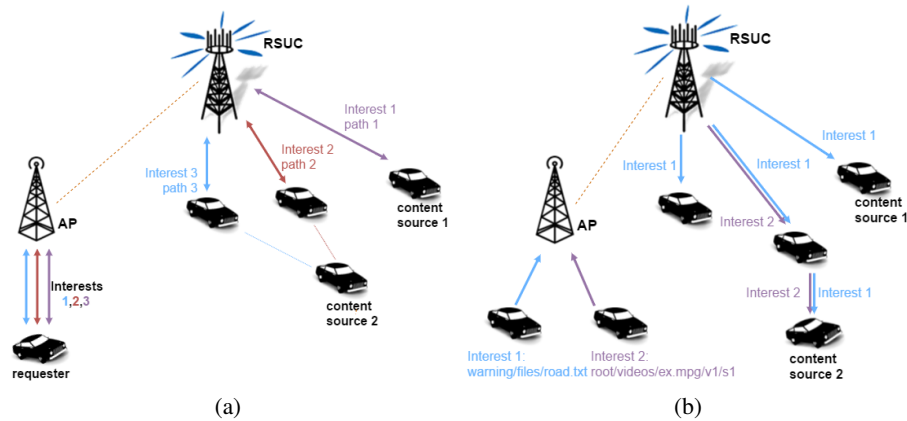 RSUC
Interest 1
path 1
Interest 2
path 2
Interest 3
path 3
content
source 1
AP
Interests
1,2,3
content
source 2
requester
(a)
RSUC
Interest 1
Interest 1
Interest 1
content
source 1
AP
Interest 2
Interest 2
Interest 1
content
source 2
Interest 1:
warning/files/road.txt
Interest 2:
root/videos/ex.mpg/v1/s1
(b)